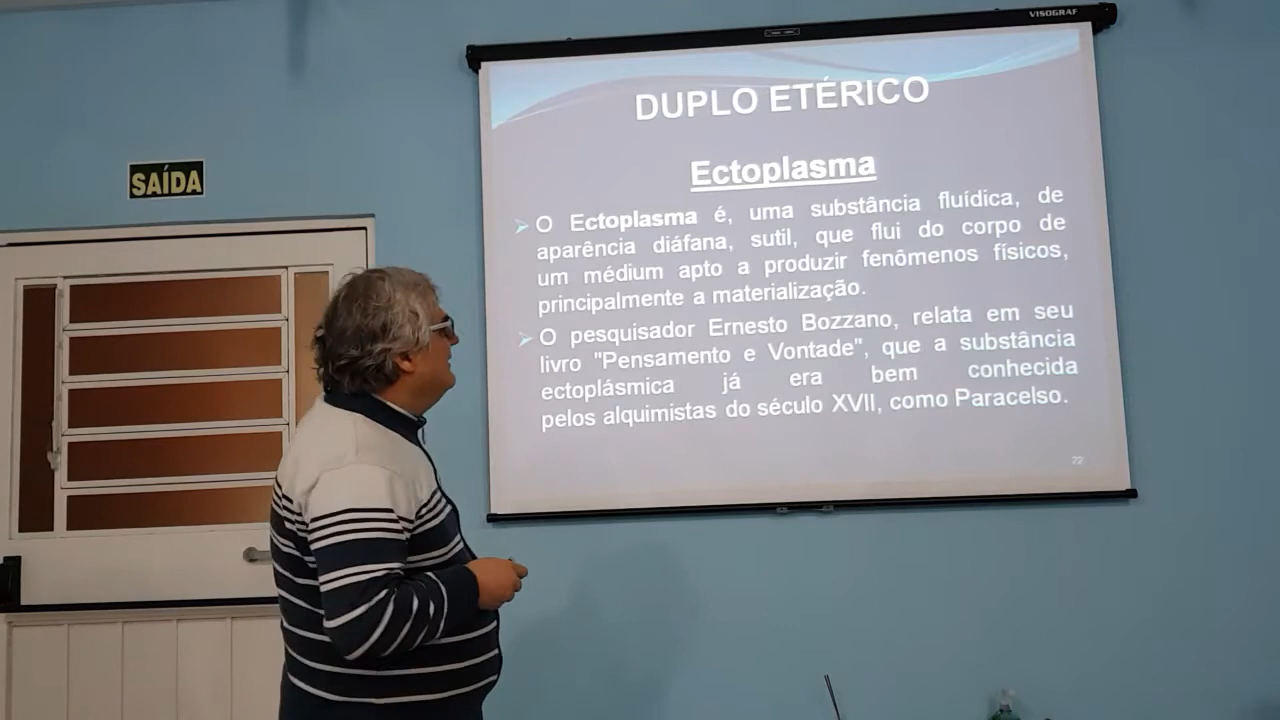 VISOGRAF
DUPLO ETÉRICO
SAÍDA
Ectoplasma
O Ectoplasma é, uma substância fluídica, de
aparência diáfana, sutil, que flui do corpo de
um médium apto a produzir fenômenos físicos,
principalmente a materialização.
O pesquisador Ernesto Bozzano, relata em seu
livro "Pensamento e Vontade", que a substância
ectoplásmica já era bem conhecida
pelos alquimistas do século XVII, como Paracelso.
22